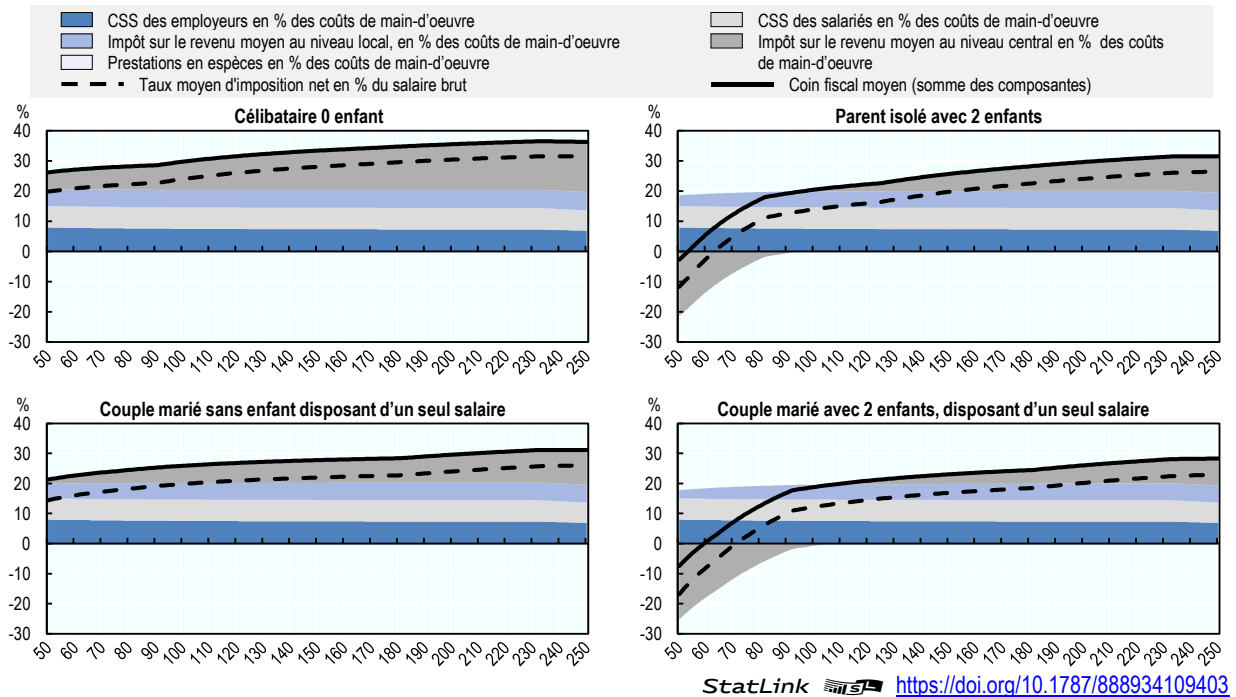 CSS des employeurs en % des coûts de main-d'oeuvre
CSS des salariés en % des coûts de main-d'oeuvre
Impôt sur le revenu moyen au niveau local, en % des coûts de main-d'oeuvre
Impôt sur le revenu moyen au niveau central en % des coûts
de main-d'oeuvre
Prestations en espèces en % des coûts de main-d'oeuvre
Taux moyen d'imposition net en % du salaire brut
Coin fiscal moyen (somme des composantes)
%
Célibataire 0 enfant
40
30
20
10
0
-10
-20
-30
50 60 70 80 90 100 110 120 130 140 150 160 170 180 190 200 210 220 230 240 250
%
Parent isolé avec 2 enfants
40
30
20
10
0
-10
-20
-30
50 60 70 80 90 100 110 120 130 140 150 160 170 180 190 200 210 220 230 240 250
%
Couple marié sans enfant disposant d'un seul salaire
40
30
20
10
0
-10
-20
-30
50 60 70 80 90 100 110 120 130 140 150 160 170 180 190 200 210 220 230 240 250
%
Couple marié avec 2 enfants, disposant d'un seul salaire
40
30
20
10
0
-10
-20
-30
50 60 70 80 90 100 110 120 130 140 150 160 170 180 190 200 210 220 230 240 250
StatLink https://doi.org/10.1787/888934109403